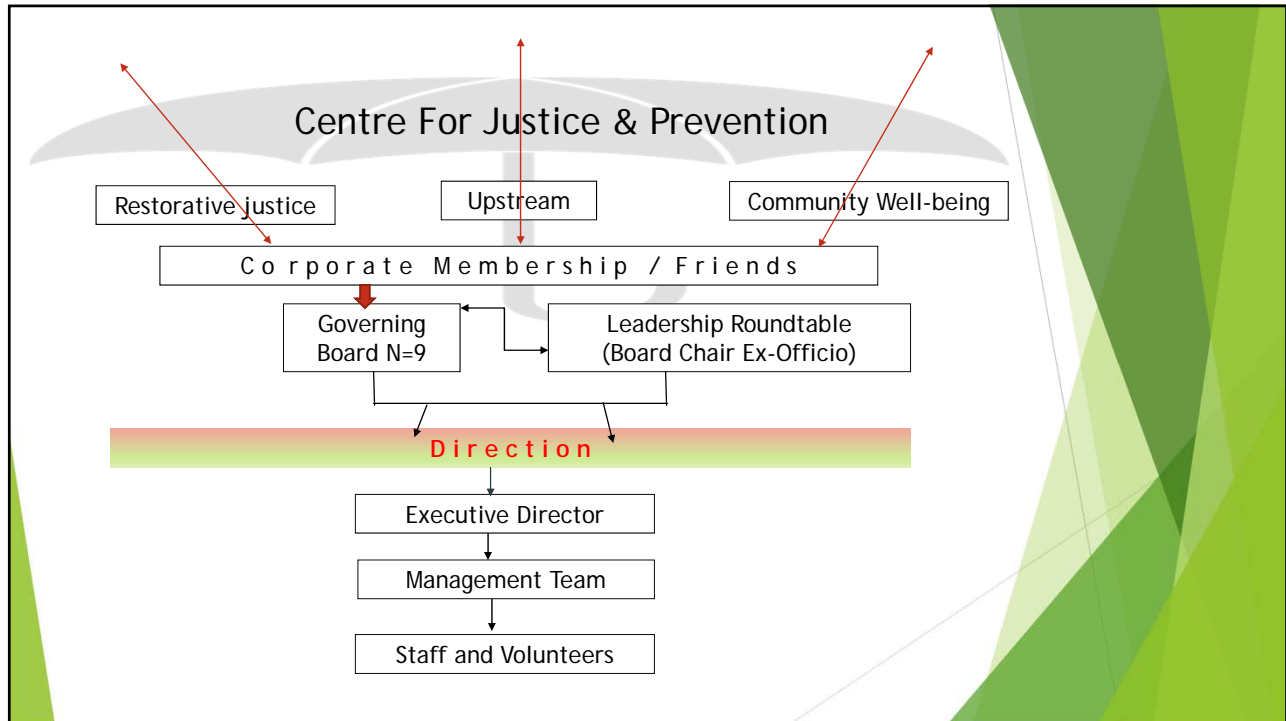 Centre For Justice & Prevention
Restorative justice
Upstream
Community Well-being
Corporate Membership / Friends
Governing
Board N=9
Leadership Roundtable
(Board Chair Ex-Officio)
Direction
Executive Director
Management Team
Staff and Volunteers